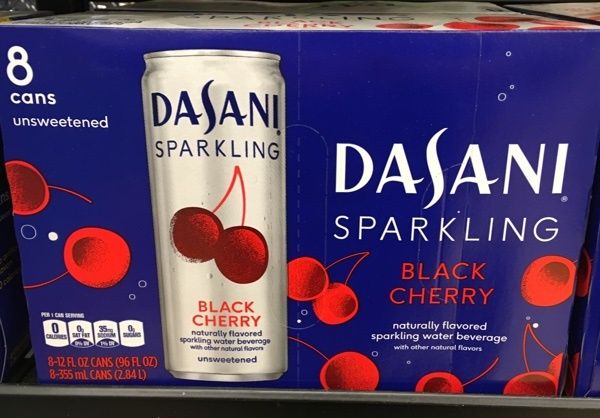 8
cans
unsweetened
DASANI
SPARKLING
BLACK
CHERRY
naturally flavored
sparkling water beverage
with other natural flavors
unsweetened
DASANI
SPARKLING
BLACK
CHERRY
naturally flavored
sparkling water beverage
with other natural flavors
PER 1 CAN SERVING
0 CALORIES
0g SAT FAT 0% DV
35mg SODIUM
0g SUGARS
8-12 FL OZ CANS (96 FL OZ)
8-355 mL CANS (2.84 L)